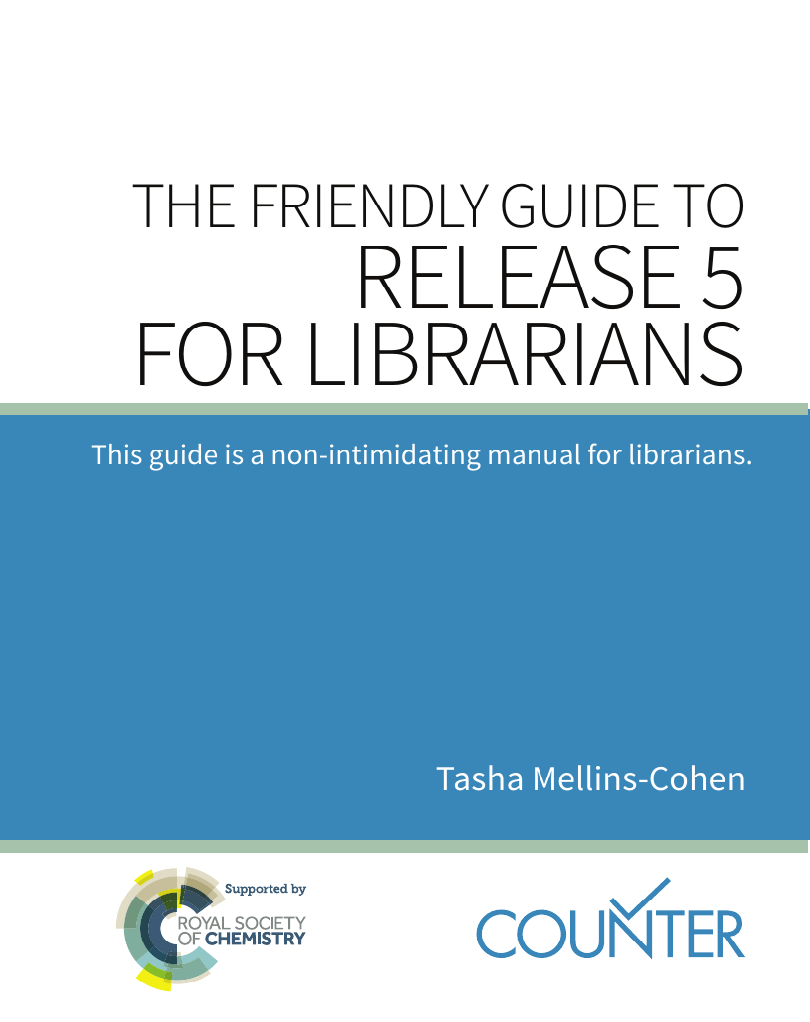 THE FRIENDLY GUIDE TO
RELEASE 5
FOR LIBRARIANS
This guide is a non-intimidating manual for librarians.
Tasha Mellins-Cohen
Supported by
ROYAL SOCIETY
OF CHEMISTRY
COUNTER